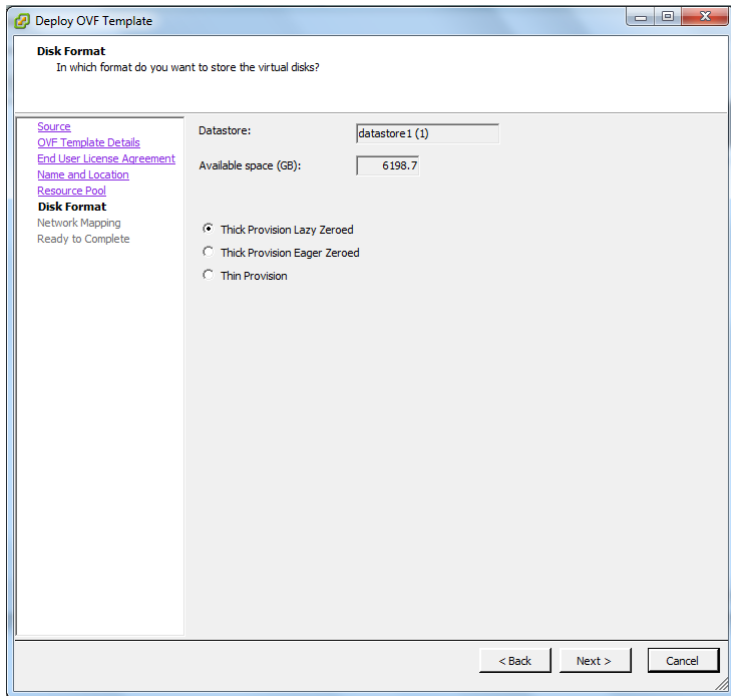 Deploy OVF Template
Disk Format
In which format do you want to store the virtual disks?
Source
OVF Template Details
End User License Agreement
Name and Location
Resource Pool
Disk Format
Network Mapping
Ready to Complete
Datastore: datastore1 (1)
Available space (GB): 6198.7
Thick Provision Lazy Zeroed
Thick Provision Eager Zeroed
Thin Provision
< Back Next > Cancel